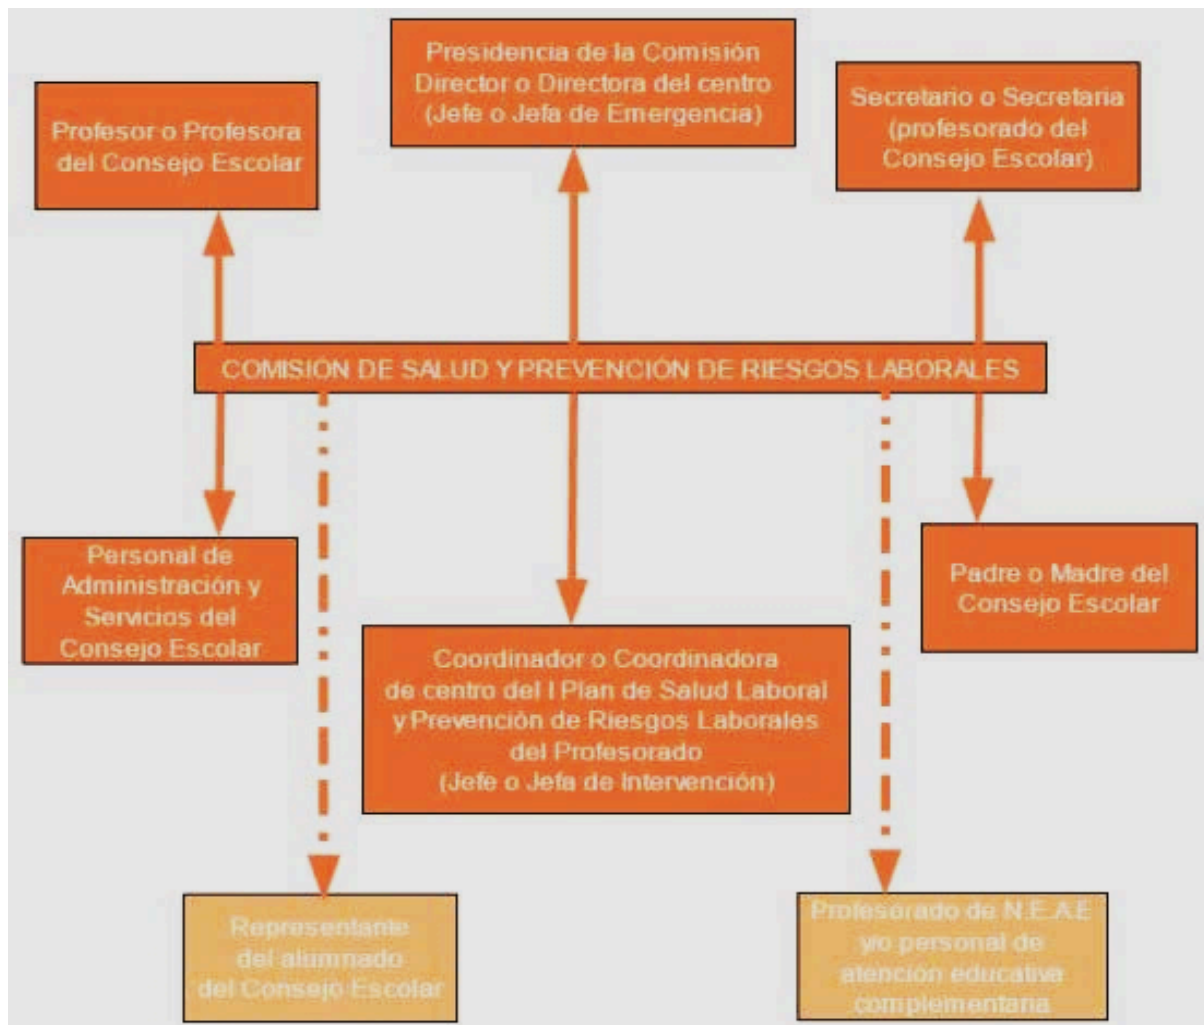 Presidencia de la Comisión
Director o Directora del centro
(Jefe o Jefa de Emergencia)
Profesor o Profesora
del Consejo Escolar
Secretario o Secretaria
(profesorado del
Consejo Escolar)
COMISIÓN DE SALUD Y PREVENCIÓN DE RIESGOS LABORALES
Personal de
Administración y
Servicios del
Consejo Escolar
Padre o Madre del
Consejo Escolar
Coordinador o Coordinadora
de centro del I Plan de Salud Laboral
y Prevención de Riesgos Laborales
del Profesorado
(Jefe o Jefa de Intervención)
Representante
del alumnado
del Consejo Escolar
Profesorado de N.E.A.E
y/o personal de
atención educativa
complementaria